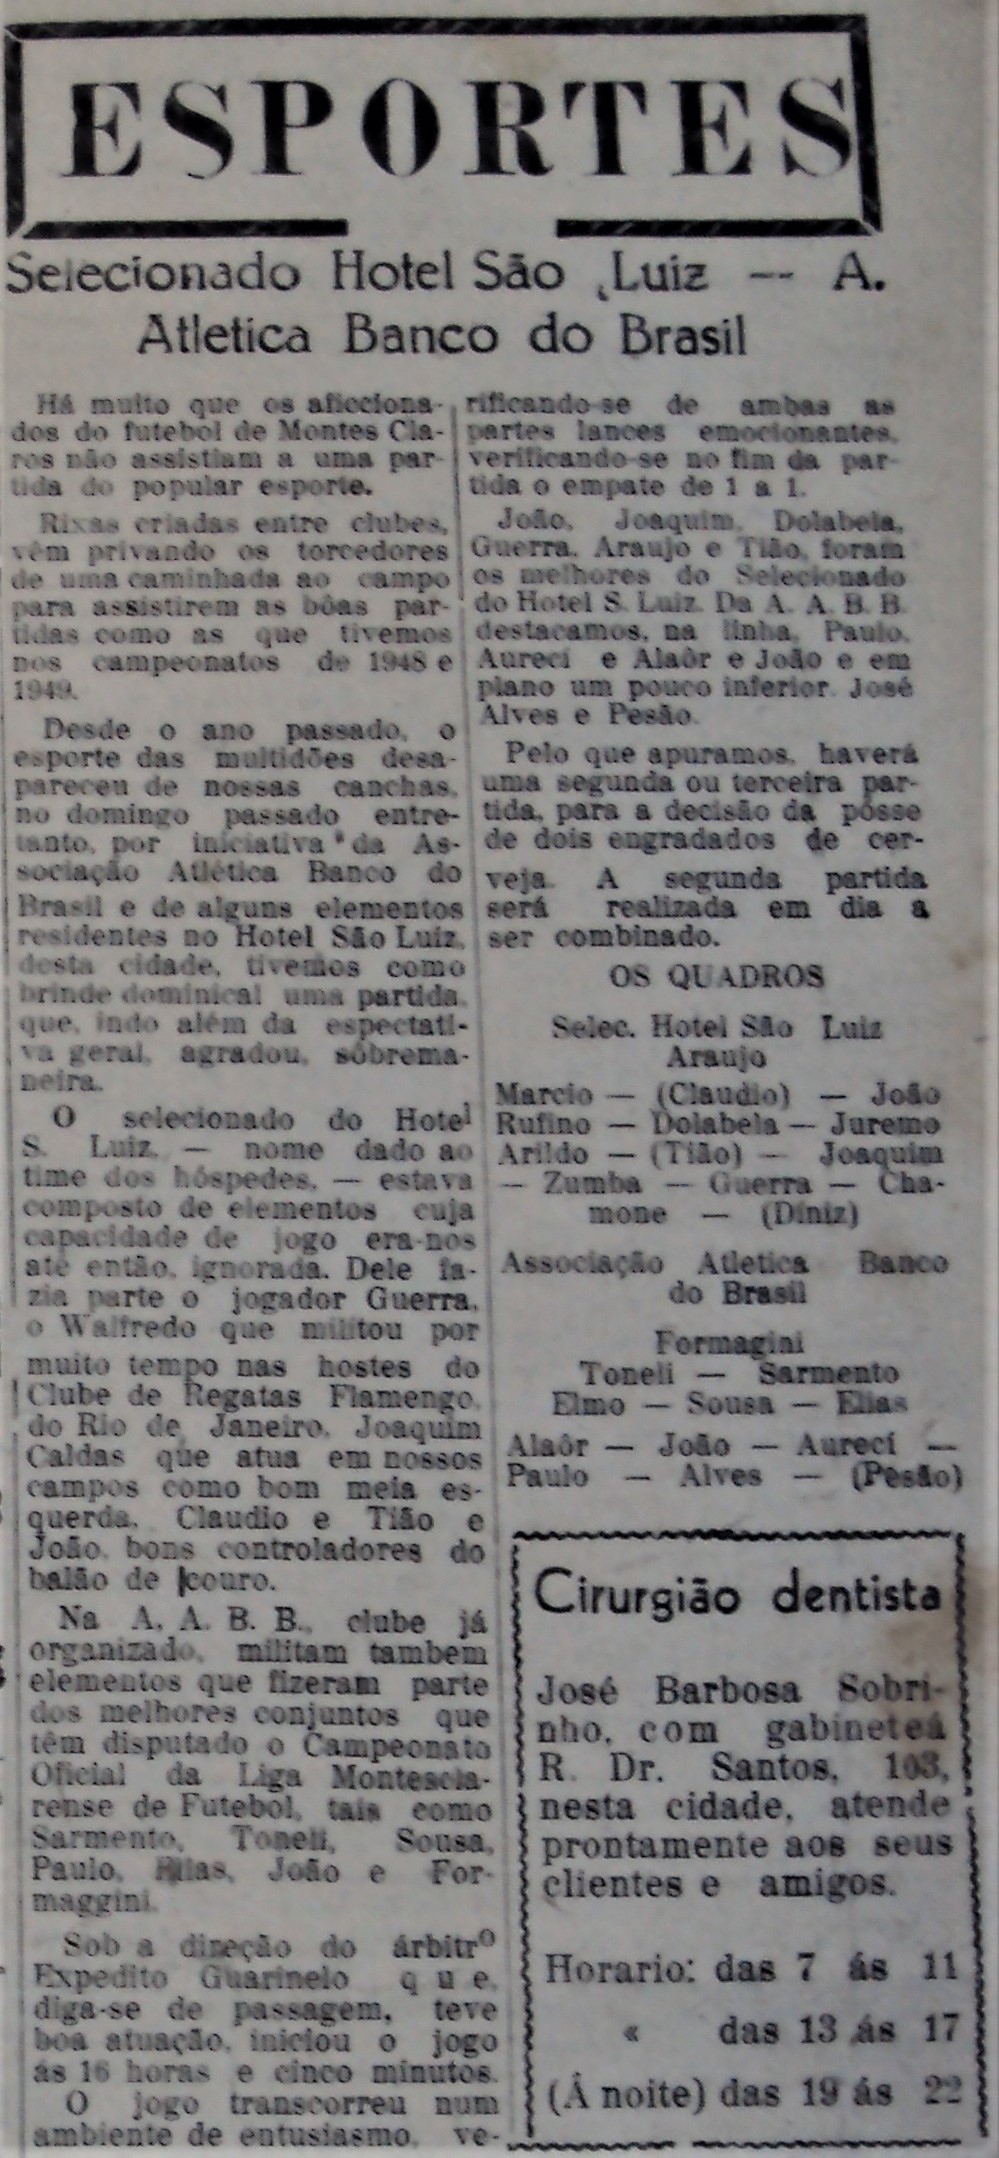 ESPORTES
Selecionado Hotel São Luiz -- A.
Atletica Banco do Brasil
Há muito que os aficciona-
dos do futebol de Montes Cla-
ros não assistiam a uma par-
tida do popular esporte.
Rixas criadas entre clubes,
vêm privando os torcedores
de uma caminhada ao campo
para assistirem as bôas par-
tidas como as que tivemos
nos campeonatos de 1948 e
1949.
Desde o ano passado, o
esporte das multidões desa-
pareceu de nossas canchas,
no domingo passado entre-
tanto, por iniciativa da As-
sociação Atlética Banco do
Brasil e de alguns elementos
residentes no Hotel São Luiz,
desta cidade, tivemos como
brinde dominical uma partida,
que, indo além da espectati-
va geral, agradou, sôbrema-
neira.
O selecionado do Hotel
S. Luiz, — nome dado ao
time dos hóspedes, — estava
composto de elementos cuja
capacidade de jogo era-nos
até então, ignorada. Dele fa-
zia parte o jogador Guerra,
o Walfredo que militou por
muito tempo nas hostes do
Clube de Regatas Flamengo,
do Rio de Janeiro, Joaquim
Caldas que atua em nossos
campos como bom meia es-
querda, Claudio e Tião e
João, bons controladores do
balão de couro.
Na A. A. B. B., clube já
organizado, militam tambem
elementos que fizeram parte
dos melhores conjuntos que
têm disputado o Campeonato
Oficial da Liga Montescla-
rense de Futebol, tais como
Sarmento, Toneli, Sousa,
Paulo, Elias, João e For-
maggini.
Sob a direção do árbitro
Expedito Guarinelo que,
diga-se de passagem, teve
boa atuação, iniciou o jogo
ás 16 horas e cinco minutos.
O jogo transcorreu num
ambiente de entusiasmo, ve-
rificando-se de ambas as
partes lances emocionantes,
verificando-se no fim da par-
tida o empate de 1 a 1.
João, Joaquim, Dolabela,
Guerra, Araujo e Tião, foram
os melhores do Selecionado
do Hotel S. Luiz. Da A. A. B. B.
destacamos, na linha, Paulo,
Aurecí e Alaôr e João e em
plano um pouco inferior José
Alves e Pesão.
Pelo que apuramos, haverá
uma segunda ou terceira par-
tida, para a decisão da pósse
de dois engradados de cer-
veja. A segunda partida
será realizada em dia a
ser combinado.
OS QUADROS
Selec. Hotel São Luiz
Araujo
Marcio — (Claudio) — João
Rufino — Dolabela — Juremo
Arildo — (Tião) — Joaquim
— Zumba — Guerra — Cha-
mone — (Diniz)
Associação Atletica Banco
do Brasil
Formagini
Toneli — Sarmento
Elmo — Sousa — Elias
Alaôr — João — Aurecí —
Paulo — Alves — (Pesão)
Cirurgião dentista
José Barbosa Sobri-
nho, com gabineteá
R. Dr. Santos, 103,
nesta cidade, atende
prontamente aos seus
clientes e amigos.
Horario: das 7 ás 11
« das 13 ás 17
(Á noite) das 19 ás 22